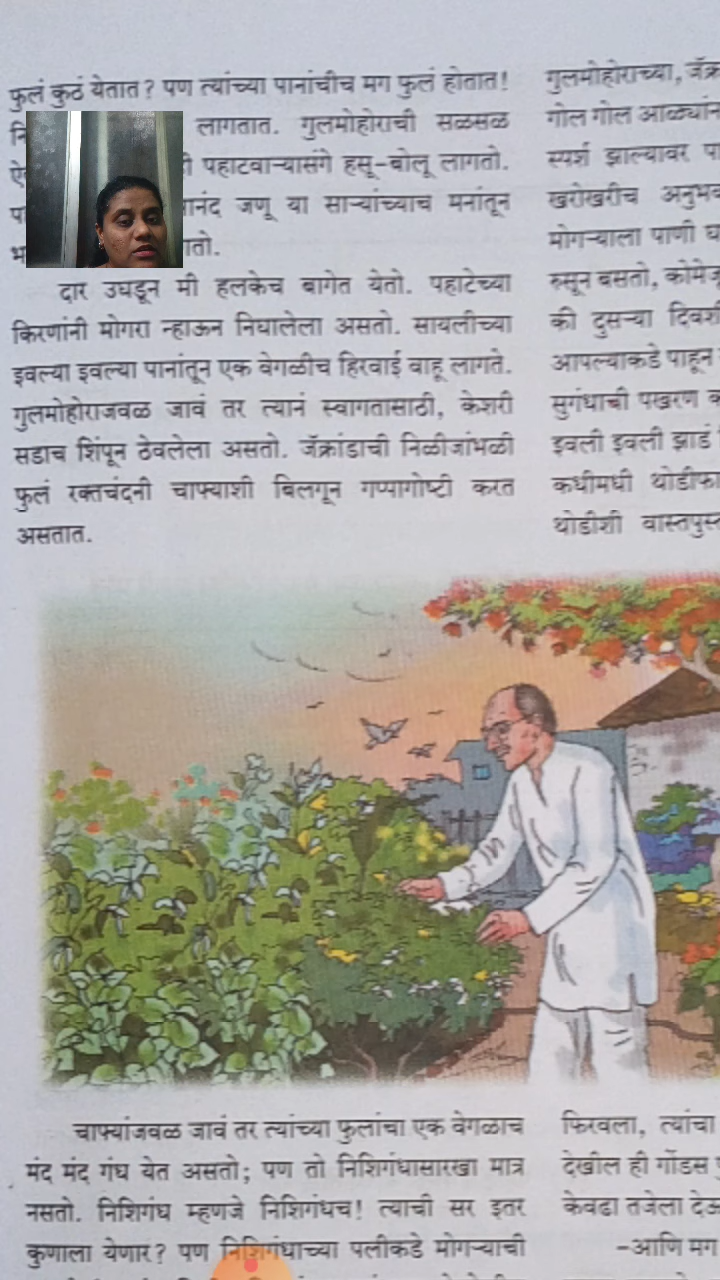 फुलं कुठं येतात? पण त्यांच्या पानांचीच मग फुलं होतात!
लागतात. गुलमोहोराची सळसळ
पहाटवाऱ्यासंगे हसू-बोलू लागतो.
जणू या साऱ्यांच्याच मनांतून
दार उघडून मी हलकेच बागेत येतो. पहाटेच्या
किरणांनी मोगरा न्हाऊन निघालेला असतो. सायलीच्या
इवल्या इवल्या पानांतून एक वेगळीच हिरवाई वाहू लागते.
गुलमोहोराजवळ जावं तर त्यानं स्वागतासाठी, केशरी
सडाच शिंपून ठेवलेला असतो. जॅक्रांडाची निळीजांभळी
फुलं रक्तचंदनी चाफ्याशी बिलगून गप्पागोष्टी करत
असतात.
चाफ्यांजवळ जावं तर त्यांच्या फुलांचा एक वेगळाच
मंद मंद गंध येत असतो; पण तो निशिगंधासारखा मात्र
नसतो. निशिगंध म्हणजे निशिगंधच! त्याची सर इतर
कुणाला येणार? पण निशिगंधाच्या पलीकडे मोगऱ्याची
गुलमोहोराच्या,
गोल गोल
स्पर्श झाल्यावर
खरोखरीच
मोगऱ्याला पाणी
रुसून बसतो,
की दुसऱ्या
आपल्याकडे पाहून
सुगंधाची पखरण
इवली इवली झाडं
कधीमधी
थोडीशी
फिरवला, त्यांचा
देखील ही गोंडस
केवढा तजेला
-आणि मग